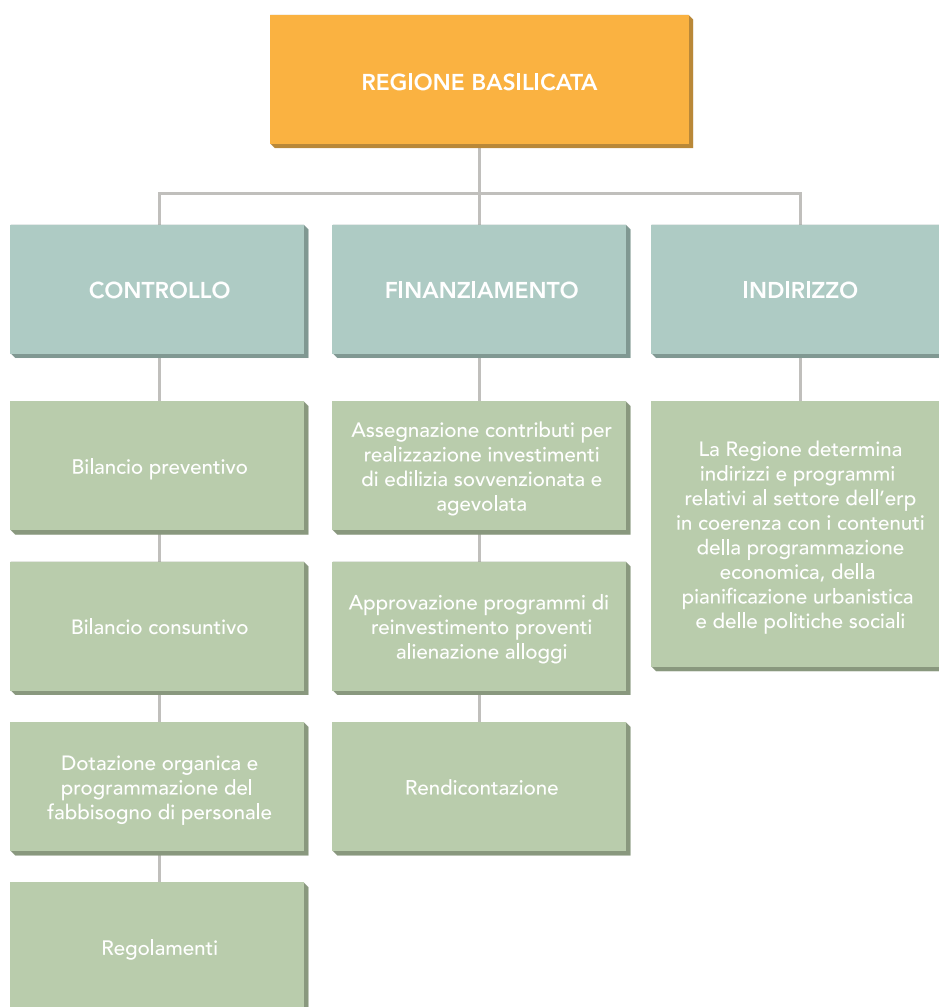 REGIONE BASILICATA
CONTROLLO
Bilancio preventivo
Bilancio consuntivo
Dotazione organica e
programmazione del
fabbisogno di personale
Regolamenti
FINANZIAMENTO
Assegnazione contributi per
realizzazione investimenti
di edilizia sovvenzionata e
agevolata
Approvazione programmi di
reinvestimento proventi
alienazione alloggi
Rendicontazione
INDIRIZZO
La Regione determina
indirizzi e programmi
relativi al settore dell’erp
in coerenza con i contenuti
della programmazione
economica, della
pianificazione urbanistica
e delle politiche sociali